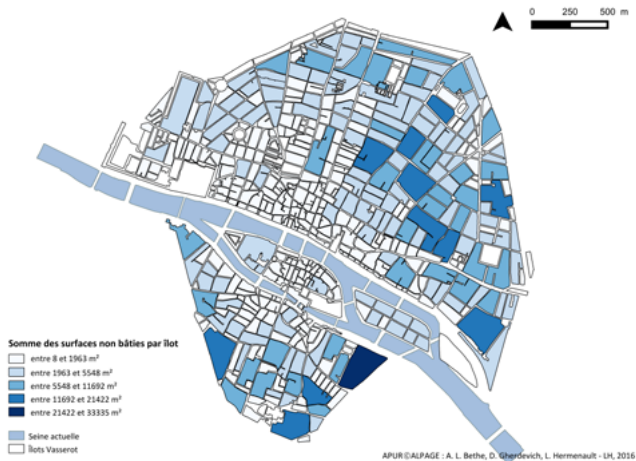 0 250 500 m
Somme des surfaces non bâties par îlot
entre 8 et 1963 m²
entre 1963 et 5548 m²
entre 5548 et 11692 m²
entre 11692 et 21422 m²
entre 21422 et 33335 m²
Seine actuelle
Îlots Vasserot
APUR©ALPAGE : A. L. Bethe, D. Gherdevich, L. Hermenault - LH, 2016